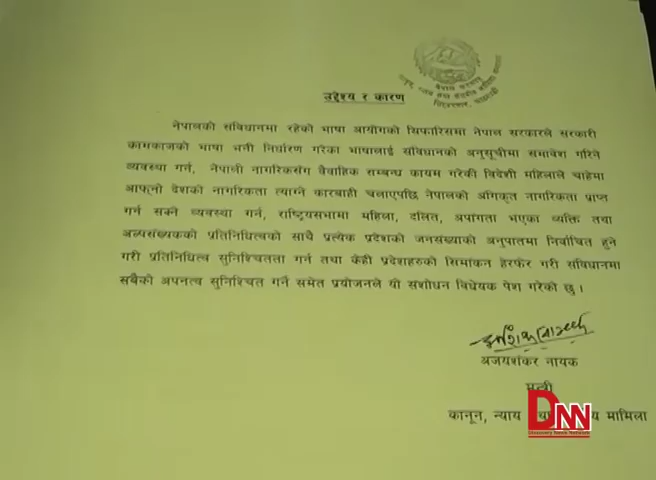 उद्देश्य र कारण
नेपालको संविधानमा रहेको भाषा आयोगको सिफारिसमा नेपाल सरकारले सरकारी
कामकाजको भाषा भनी निर्धारण गरेका भाषालाई संविधानको अनुसूचीमा समावेश गरिने
व्यवस्था गर्न, नेपाली नागरिकसँग वैवाहिक सम्बन्ध कायम गरेकी विदेशी महिलाले चाहेमा
आफ्नो देशको नागरिकता त्याग्ने कारबाही चलाएपछि नेपालको अंगिकृत नागरिकता प्राप्त
गर्न सक्ने व्यवस्था गर्न, राष्ट्रियसभामा महिला, दलित, अपांगता भएका व्यक्ति तथा
अल्पसंख्यकको प्रतिनिधित्वको साथै प्रत्येक प्रदेशको जनसंख्याको अनुपातमा निर्वाचित हुने
गरी प्रतिनिधित्व सुनिश्चितता गर्न तथा केही प्रदेशहरुको सिमांकन हेरफेर गरी संविधानमा
सबैको अपनत्व सुनिश्चित गर्ने समेत प्रयोजनले यो संशोधन विधेयक पेश गरेको छु।
अजयशंकर नायक
मन्त्री
कानून, न्याय मामिला
DNN